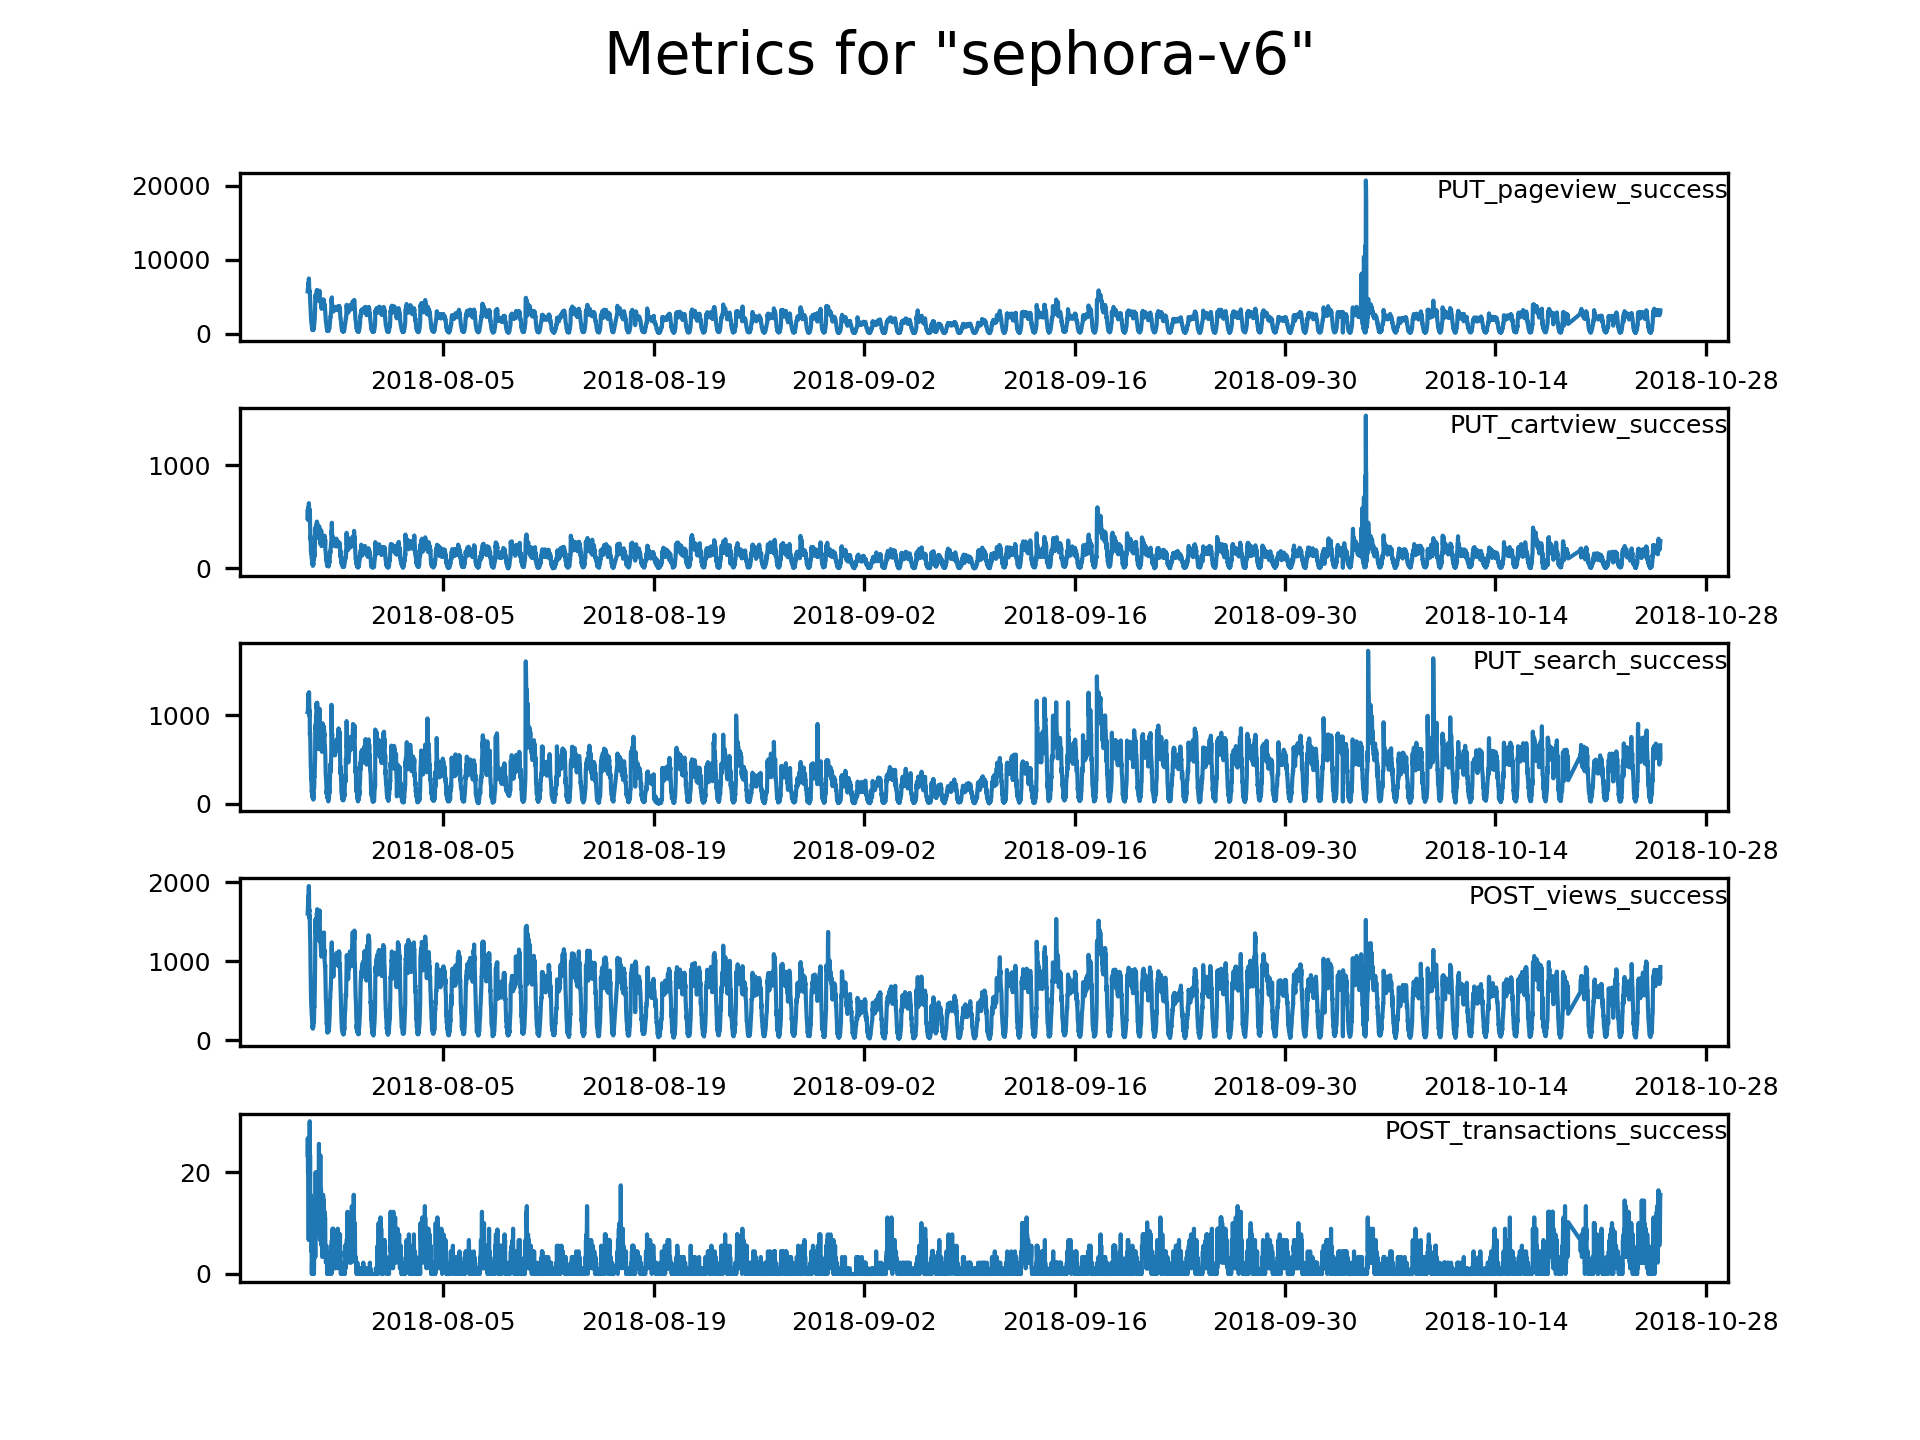 Metrics for "sephora-v6"
PUT_pageview_success
20000
10000
0
2018-08-05 2018-08-19 2018-09-02 2018-09-16 2018-09-30 2018-10-14 2018-10-28
PUT_cartview_success
1000
0
2018-08-05 2018-08-19 2018-09-02 2018-09-16 2018-09-30 2018-10-14 2018-10-28
PUT_search_success
1000
0
2018-08-05 2018-08-19 2018-09-02 2018-09-16 2018-09-30 2018-10-14 2018-10-28
POST_views_success
2000
1000
0
2018-08-05 2018-08-19 2018-09-02 2018-09-16 2018-09-30 2018-10-14 2018-10-28
POST_transactions_success
20
0
2018-08-05 2018-08-19 2018-09-02 2018-09-16 2018-09-30 2018-10-14 2018-10-28